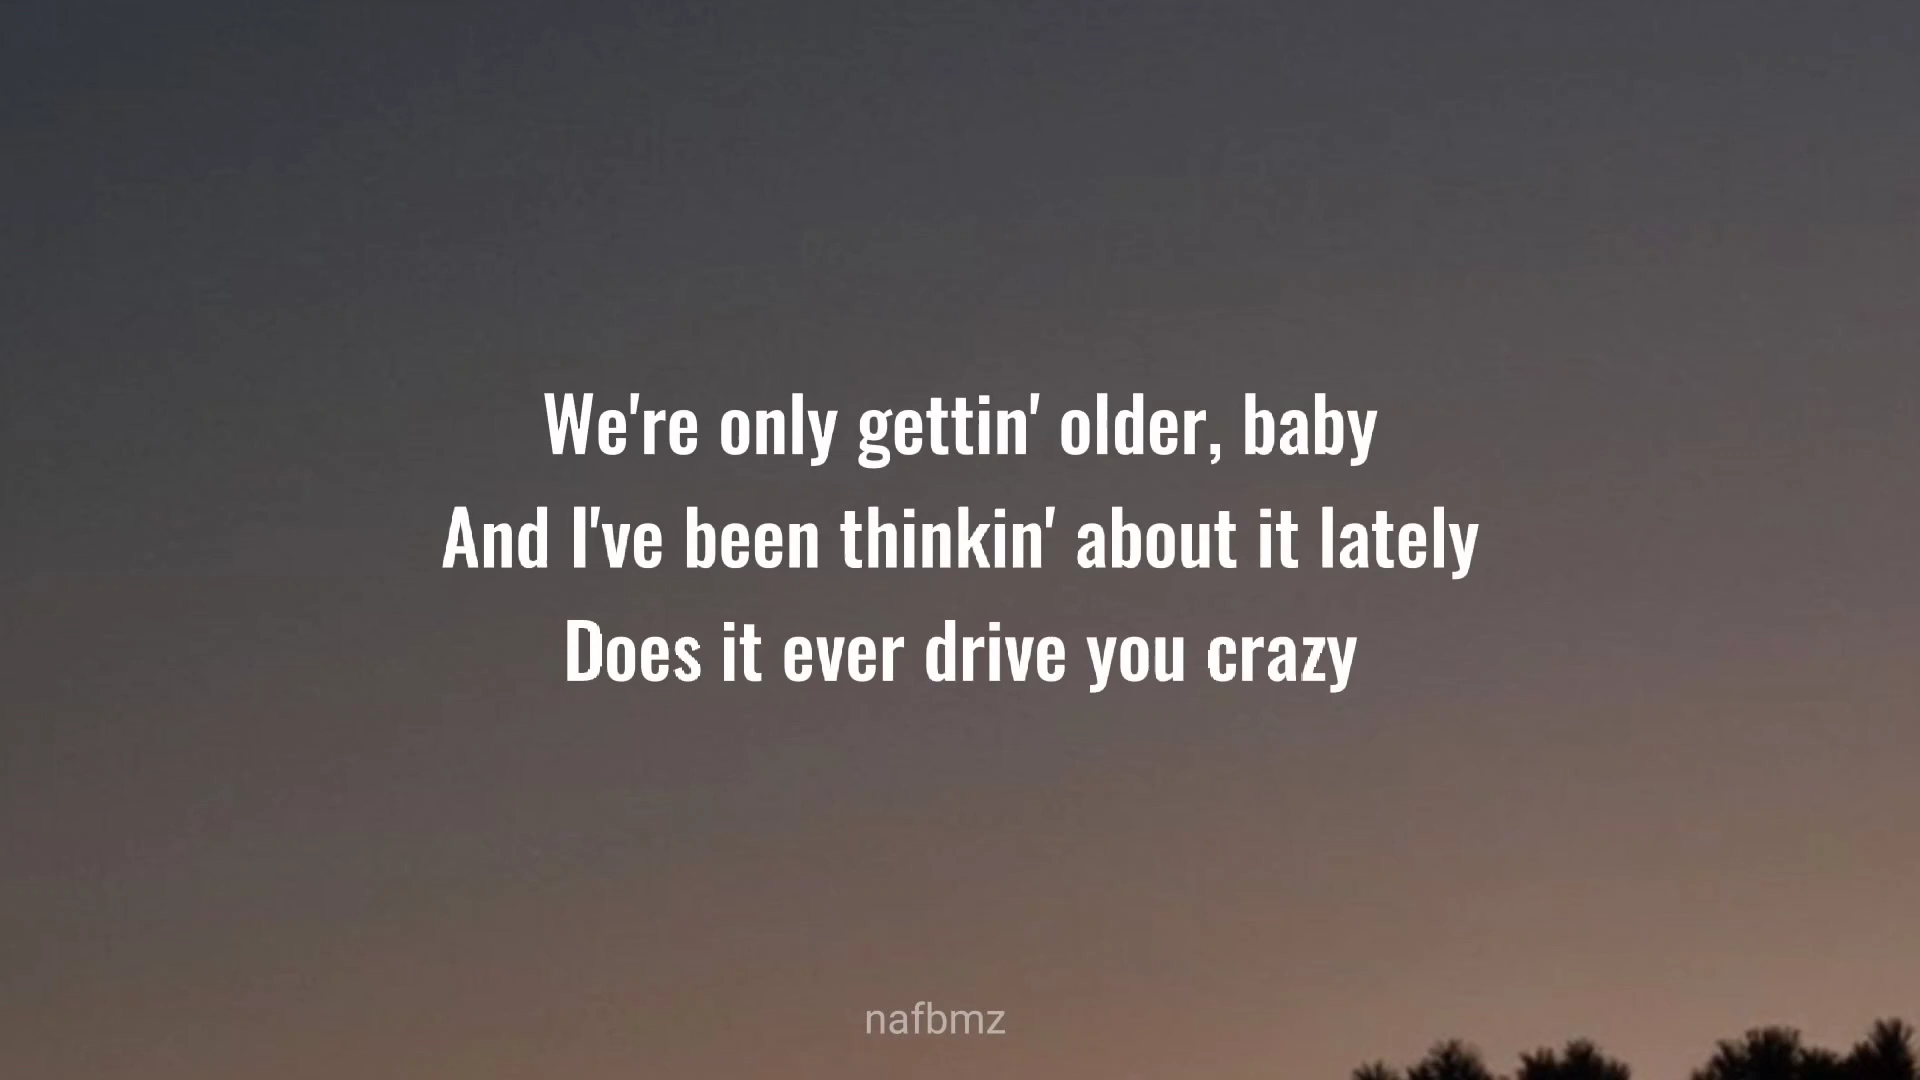 We're only gettin' older, baby
And I've been thinkin' about it lately
Does it ever drive you crazy
nafbmz